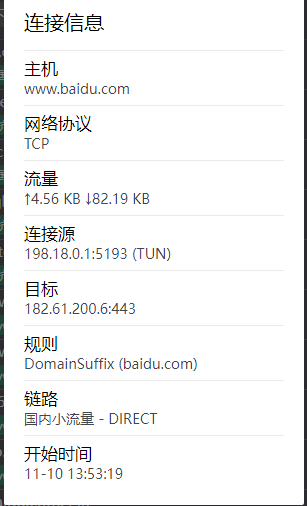 连接信息
主机
www.baidu.com
网络协议
TCP
流量
↑4.56 KB ↓82.19 KB
连接源
198.18.0.1:5193 (TUN)
目标
182.61.200.6:443
规则
DomainSuffix (baidu.com)
链路
国内小流量 - DIRECT
开始时间
11-10 13:53:19